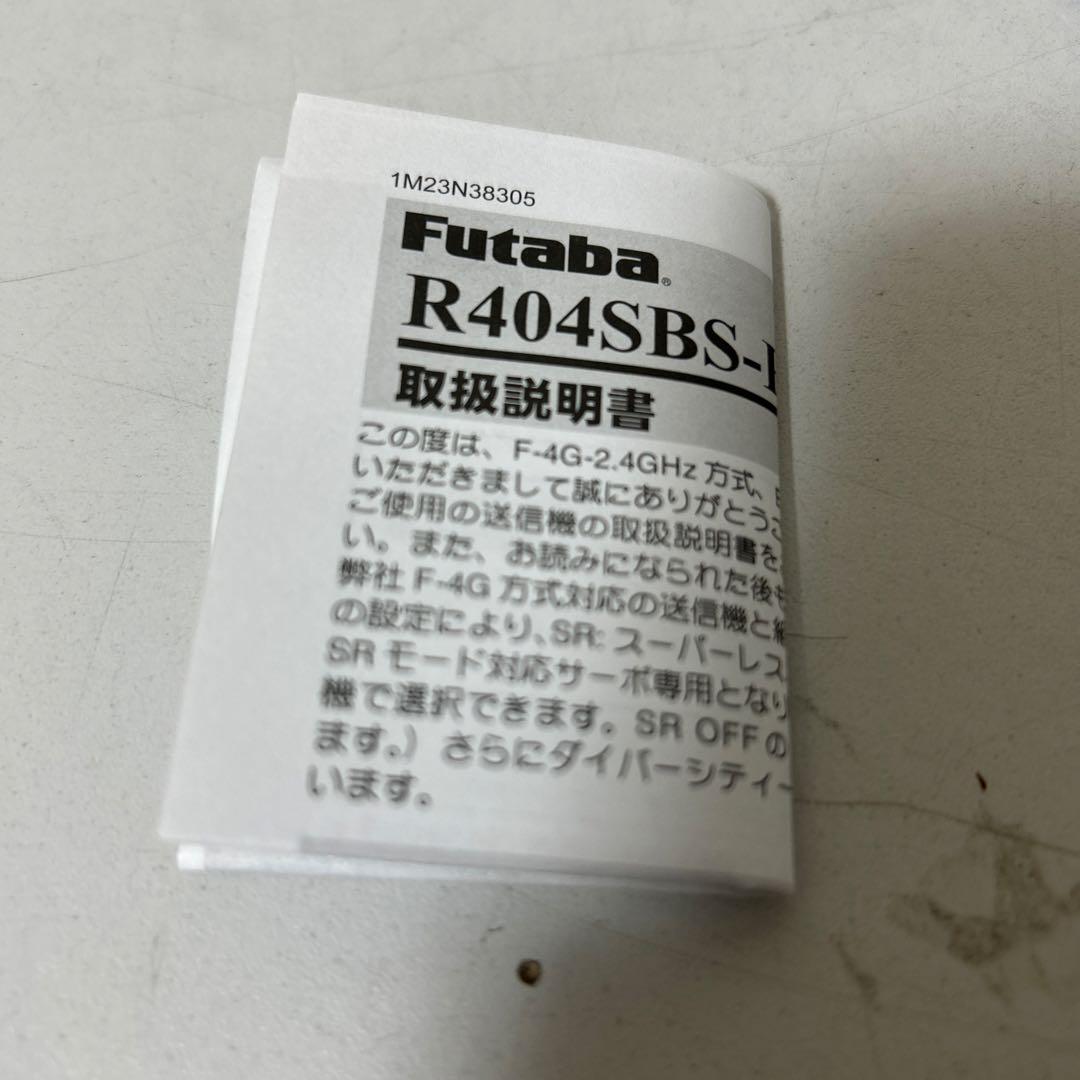 1M23N38305
Futaba®
R404SBS-
取扱説明書
この度は、F-4G-2.4GHz 方式、
いただきまして誠にありがとうご
ご使用の送信機の取扱説明書を
い。また、お読みになられた後も
弊社 F-4G 方式対応の送信機と
の設定により、SR: スーパーレス
SR モード対応サーボ専用となり
機で選択できます。SR OFF の
ます。) さらにダイバーシティー
います。